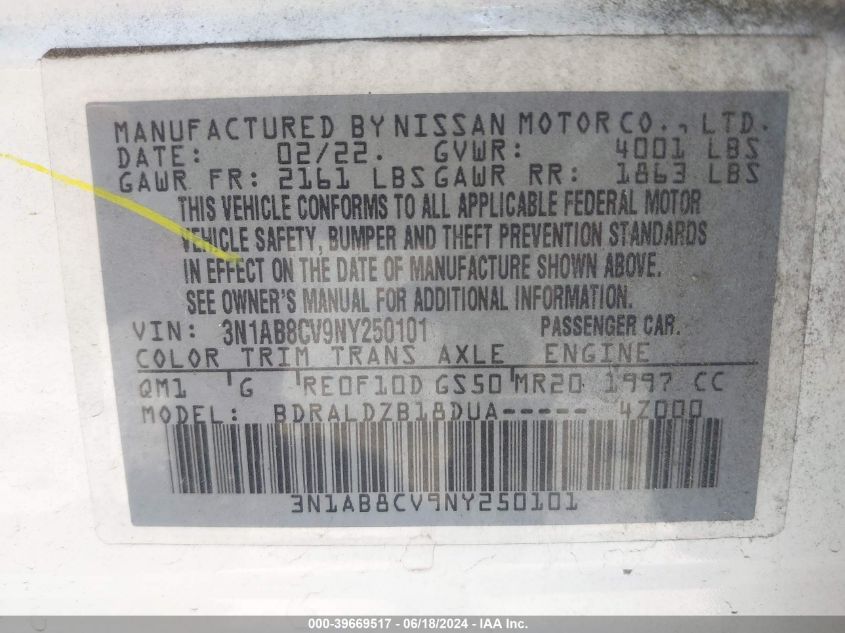 MANUFACTURED BY NISSAN MOTOR CO., LTD.
DATE: 02/22. GVWR: 4001 LBS
GAWR FR: 2161 LBS GAWR RR: 1863 LBS
THIS VEHICLE CONFORMS TO ALL APPLICABLE FEDERAL MOTOR
VEHICLE SAFETY, BUMPER AND THEFT PREVENTION STANDARDS
IN EFFECT ON THE DATE OF MANUFACTURE SHOWN ABOVE.
SEE OWNER'S MANUAL FOR ADDITIONAL INFORMATION.
VIN: 3N1AB8CV9NY250101 PASSENGER CAR.
COLOR TRIM TRANS AXLE ENGINE
QM1 G RE0F10D GS50 MR20 1997 CC
MODEL: BDRALDZB18DUA----- 4Z000
3N1AB8CV9NY250101
000-39669517 - 06/18/2024 - IAA Holdings, LLC.